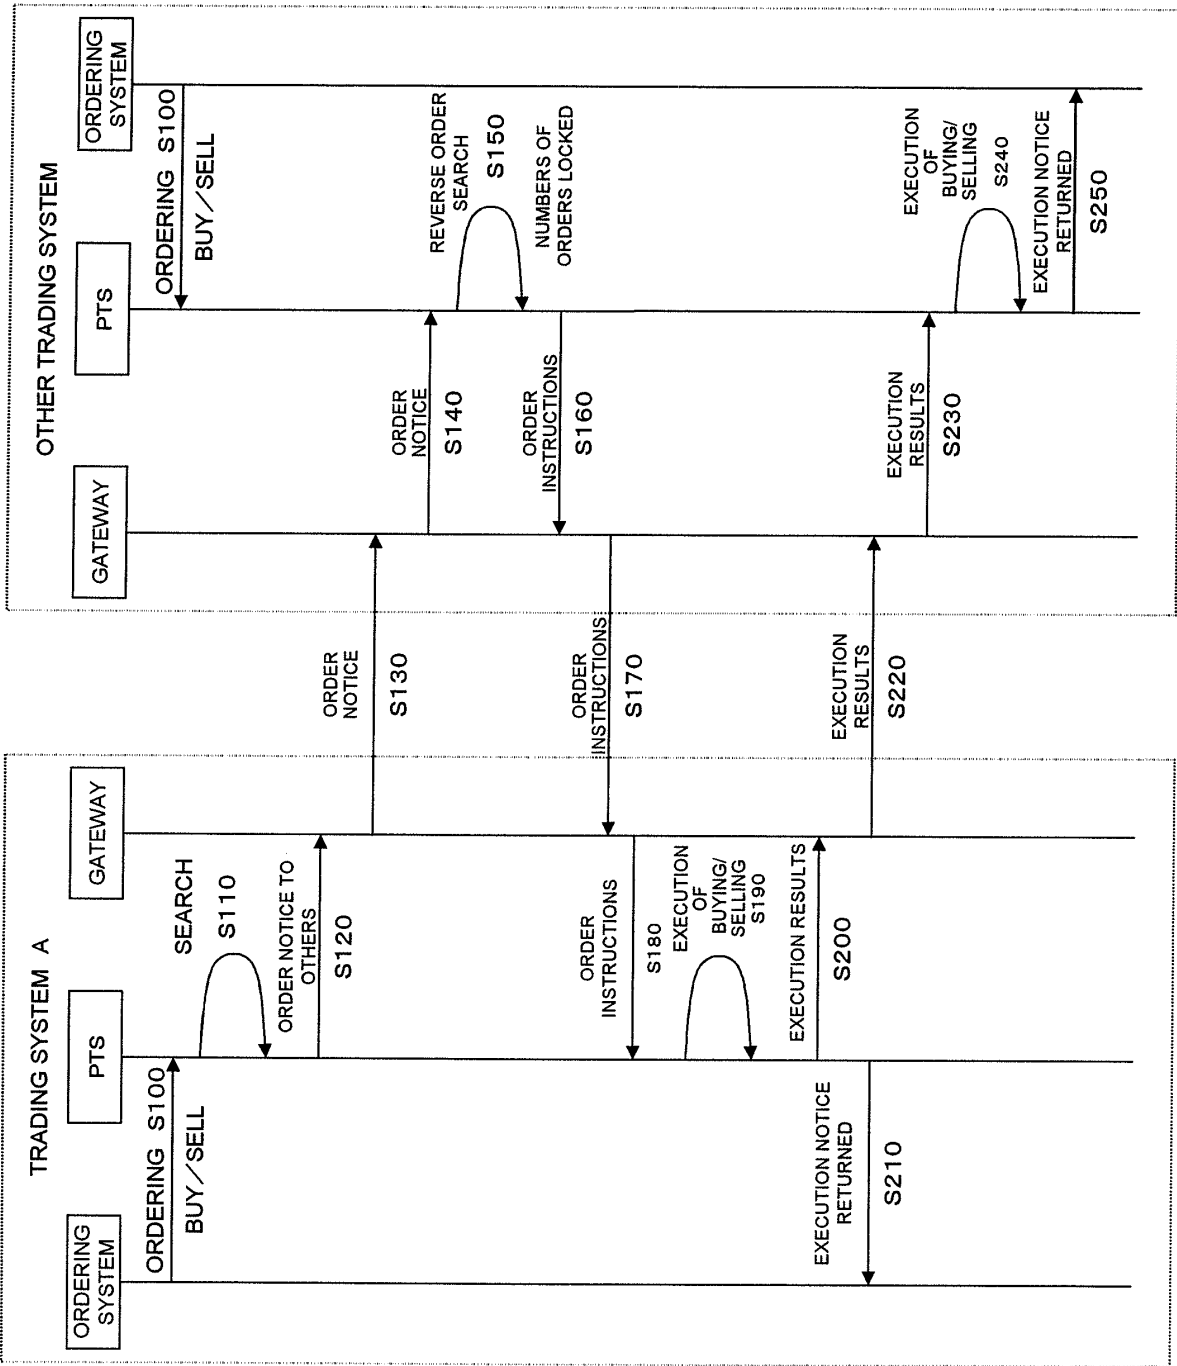 TRADING SYSTEM A
OTHER TRADING SYSTEM
ORDERING
SYSTEM
PTS
GATEWAY
GATEWAY
PTS
ORDERING
SYSTEM
ORDERING S100
BUY/SELL
ORDERING S100
BUY/SELL
SEARCH
S110
ORDER NOTICE TO
OTHERS
S120
ORDER
NOTICE
S130
ORDER
NOTICE
S140
REVERSE ORDER
SEARCH
S150
NUMBERS OF
ORDERS LOCKED
ORDER
INSTRUCTIONS
S160
ORDER
INSTRUCTIONS
S170
ORDER
INSTRUCTIONS
S180
EXECUTION
OF
BUYING/
SELLING
S190
EXECUTION RESULTS
S200
EXECUTION NOTICE
RETURNED
S210
EXECUTION
RESULTS
S220
EXECUTION
RESULTS
S230
EXECUTION
OF
BUYING/
SELLING
S240
EXECUTION NOTICE
RETURNED
S250